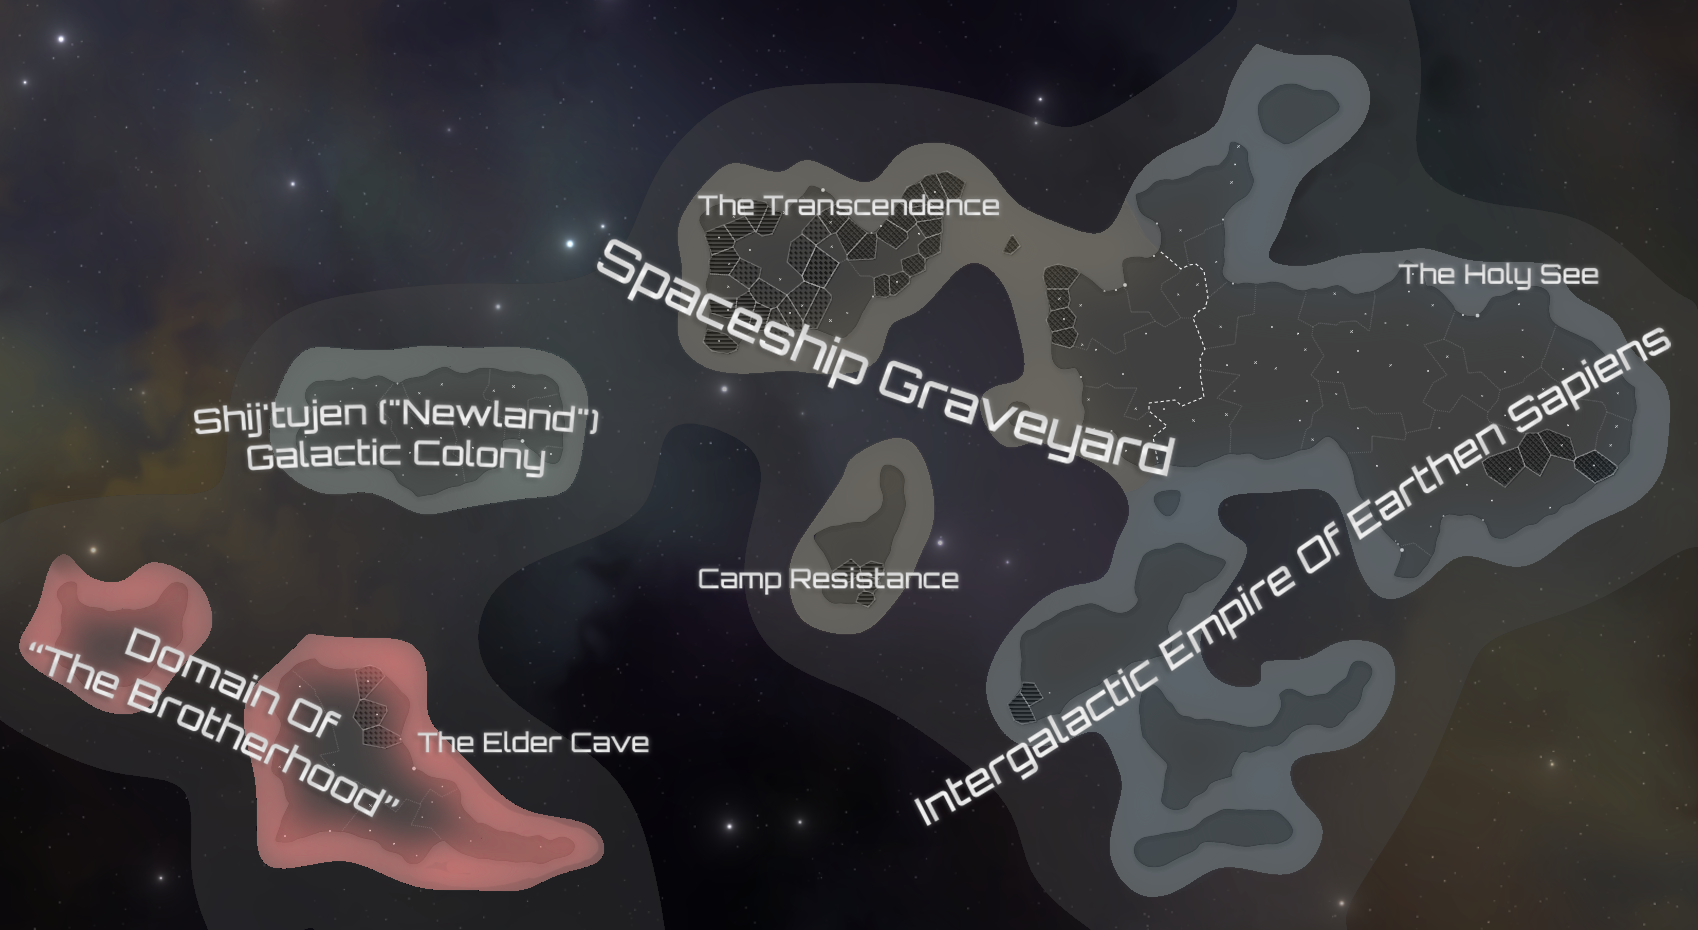 The Transcendence
Spaceship Graveyard
The Holy See
Shij'tujen ("Newland")
Galactic Colony
Camp Resistance
Intergalactic Empire Of Earthen Sapiens
Domain Of
“The Brotherhood”
The Elder Cave